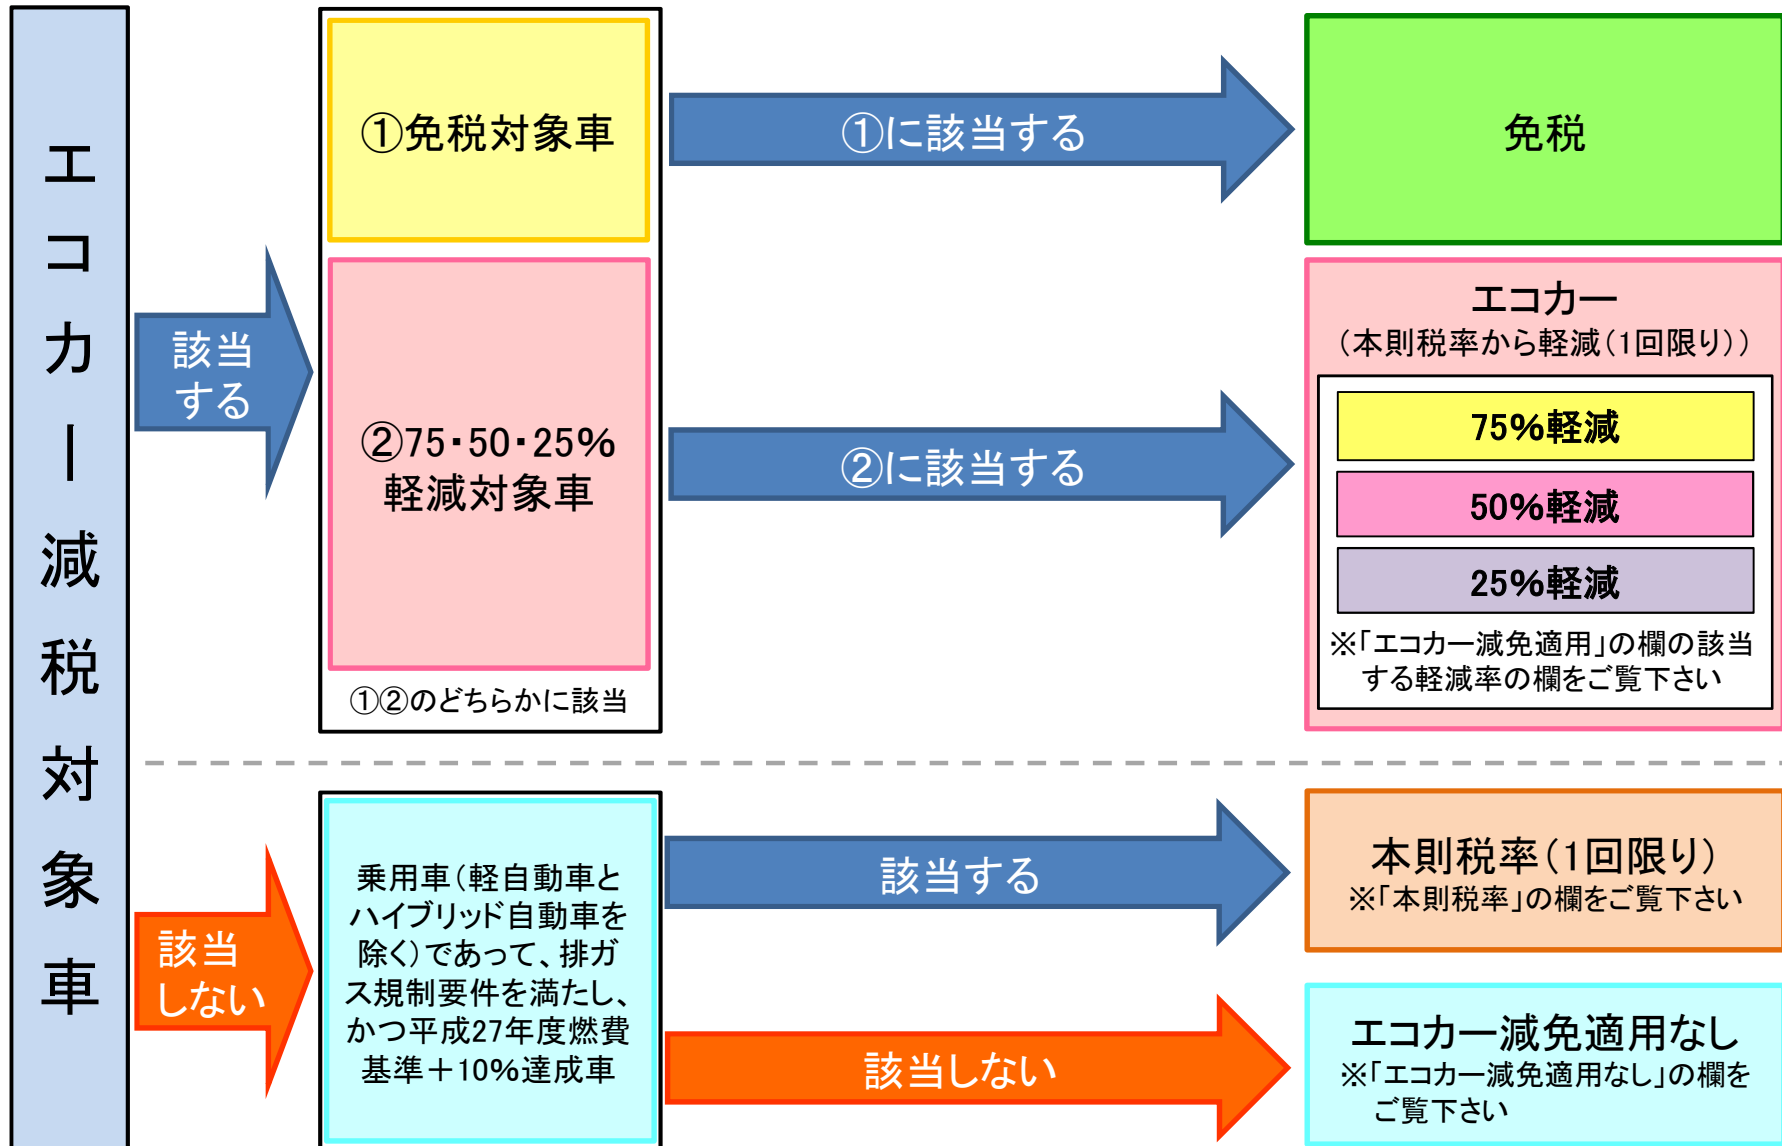 エコカー減税対象車
該当
する
①免税対象車
②75・50・25%
軽減対象車
①②のどちらかに該当
①に該当する
②に該当する
免税
エコカー
(本則税率から軽減(1回限り))
75%軽減
50%軽減
25%軽減
※「エコカー減免適用」の欄の該当
する軽減率の欄をご覧下さい
該当
しない
乗用車(軽自動車と
ハイブリッド自動車を
除く)であって、排ガ
ス規制要件を満たし、
かつ平成27年度燃費
基準+10%達成車
該当する
該当しない
本則税率(1回限り)
※「本則税率」の欄をご覧下さい
エコカー減免適用なし
※「エコカー減免適用なし」の欄を
ご覧下さい